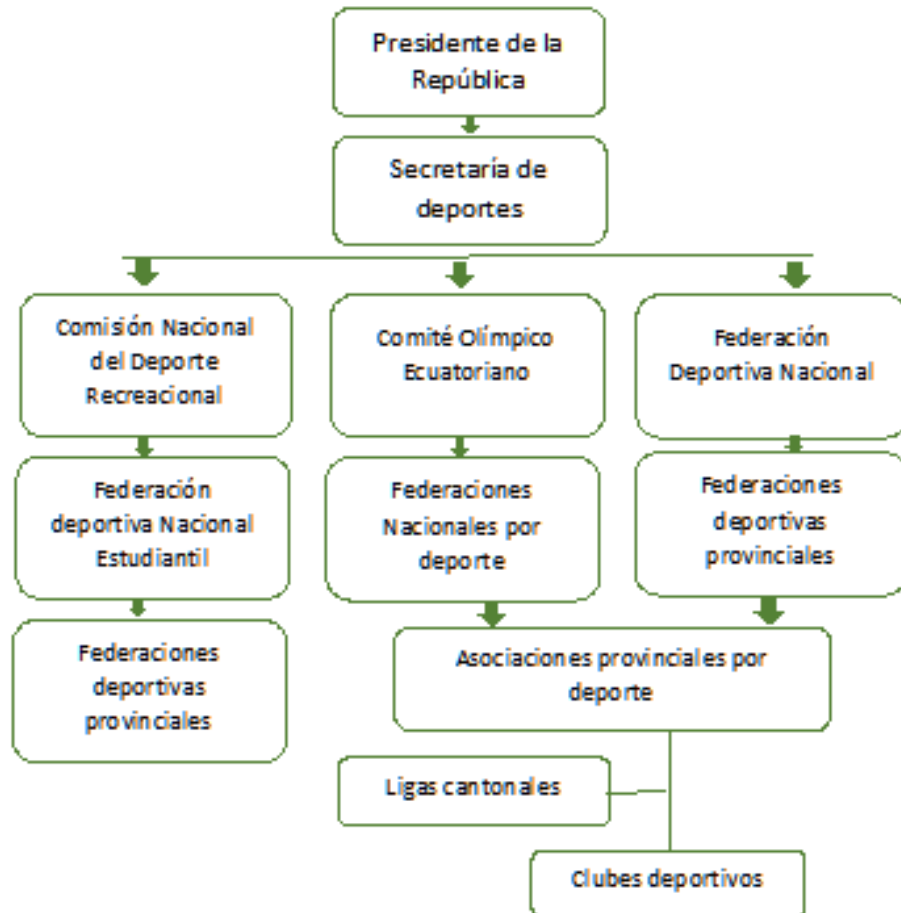 Presidente de la
República
Secretaría de
deportes
Comisión Nacional
del Deporte
Recreacional
Comité Olímpico
Ecuatoriano
Federación
Deportiva Nacional
Federación
deportiva Nacional
Estudiantil
Federaciones
Nacionales por
deporte
Federaciones
deportivas
provinciales
Federaciones
deportivas
provinciales
Asociaciones provinciales por
deporte
Ligas cantonales
Clubes deportivos